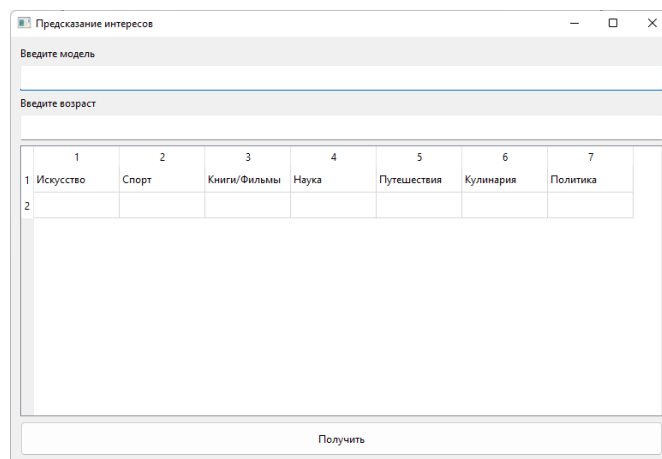 Предсказание интересов
Введите модель
Введите возраст
1 2 3 4 5 6 7
1 Искусство Спорт Книги/Фильмы Наука Путешествия Кулинария Политика
2
Получить